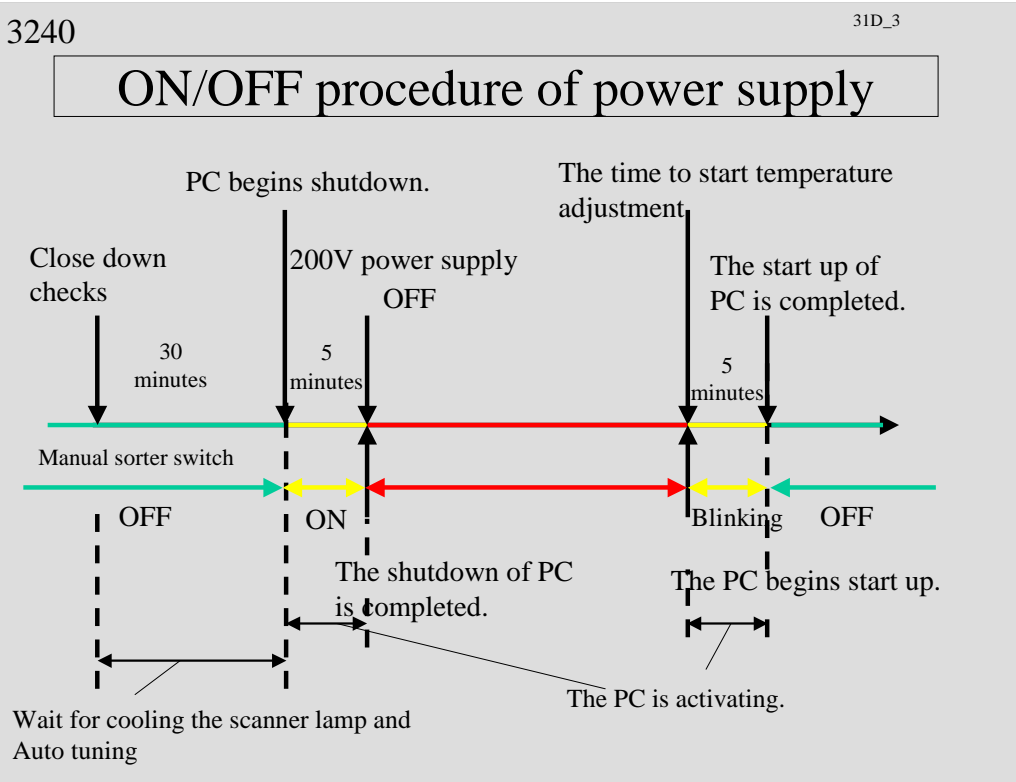 3240
31D_3
ON/OFF procedure of power supply
PC begins shutdown.
The time to start temperature
adjustment
Close down
checks
200V power supply
OFF
The start up of
PC is completed.
30
minutes
5
minutes
5
minutes
Manual sorter switch
OFF
ON
Blinking
OFF
The shutdown of PC
is completed.
The PC begins start up.
The PC is activating.
Wait for cooling the scanner lamp and
Auto tuning